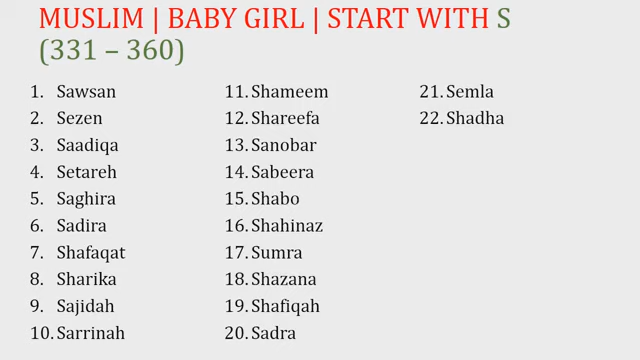 MUSLIM | BABY GIRL | START WITH S
(331 – 360)
1. Sawsan
2. Sezen
3. Saadiqa
4. Setareh
5. Saghira
6. Sadira
7. Shafaqat
8. Sharika
9. Sajidah
10. Sarrinah
11. Shameem
12. Shareefa
13. Sanobar
14. Sabeera
15. Shabo
16. Shahinaz
17. Sumra
18. Shazana
19. Shafiqah
20. Sadra
21. Semla
22. Shadha